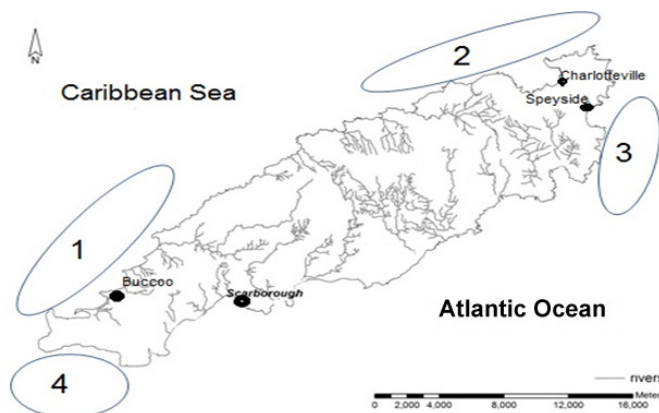 N
2
Charlotteville
Speyside
Caribbean Sea
3
1
Buccoo
Scarborough
Atlantic Ocean
4
rivers
Mete
0 2,000 4,000 8,000 12,000 16,000